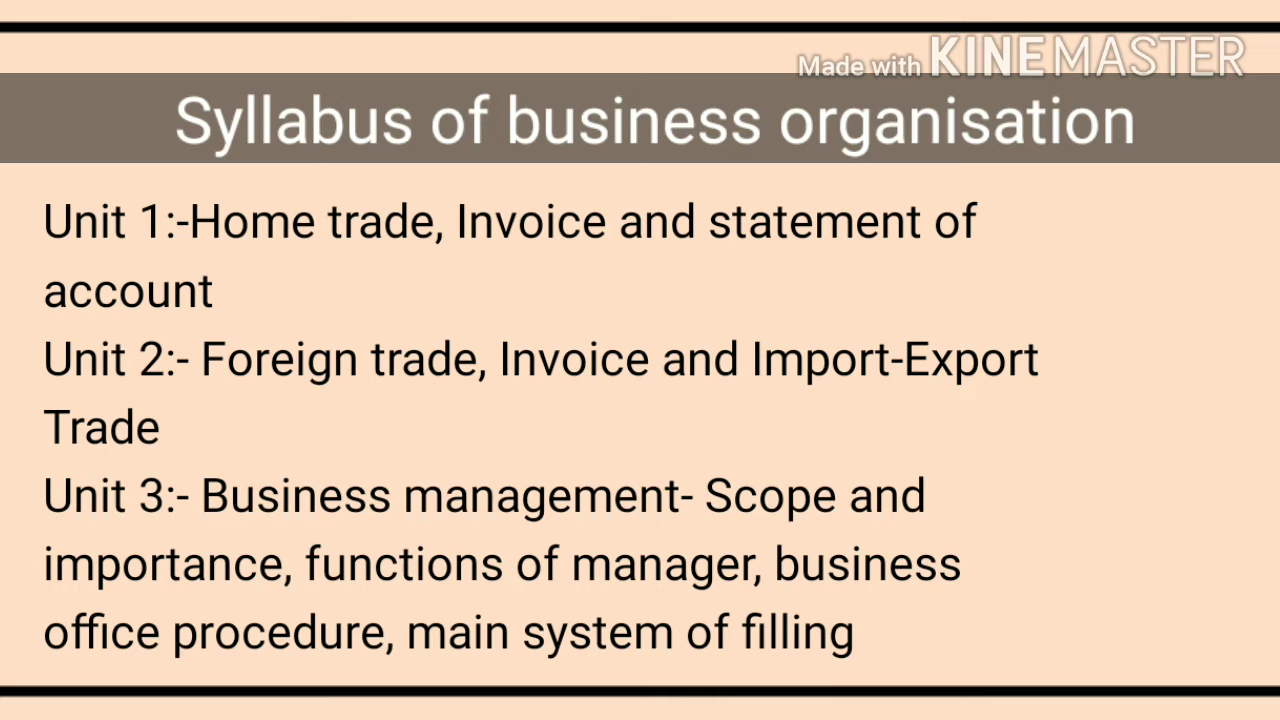 Made with KINEMASTER
Syllabus of business organisation
Unit 1:-Home trade, Invoice and statement of
account
Unit 2:- Foreign trade, Invoice and Import-Export
Trade
Unit 3:- Business management- Scope and
importance, functions of manager, business
office procedure, main system of filling